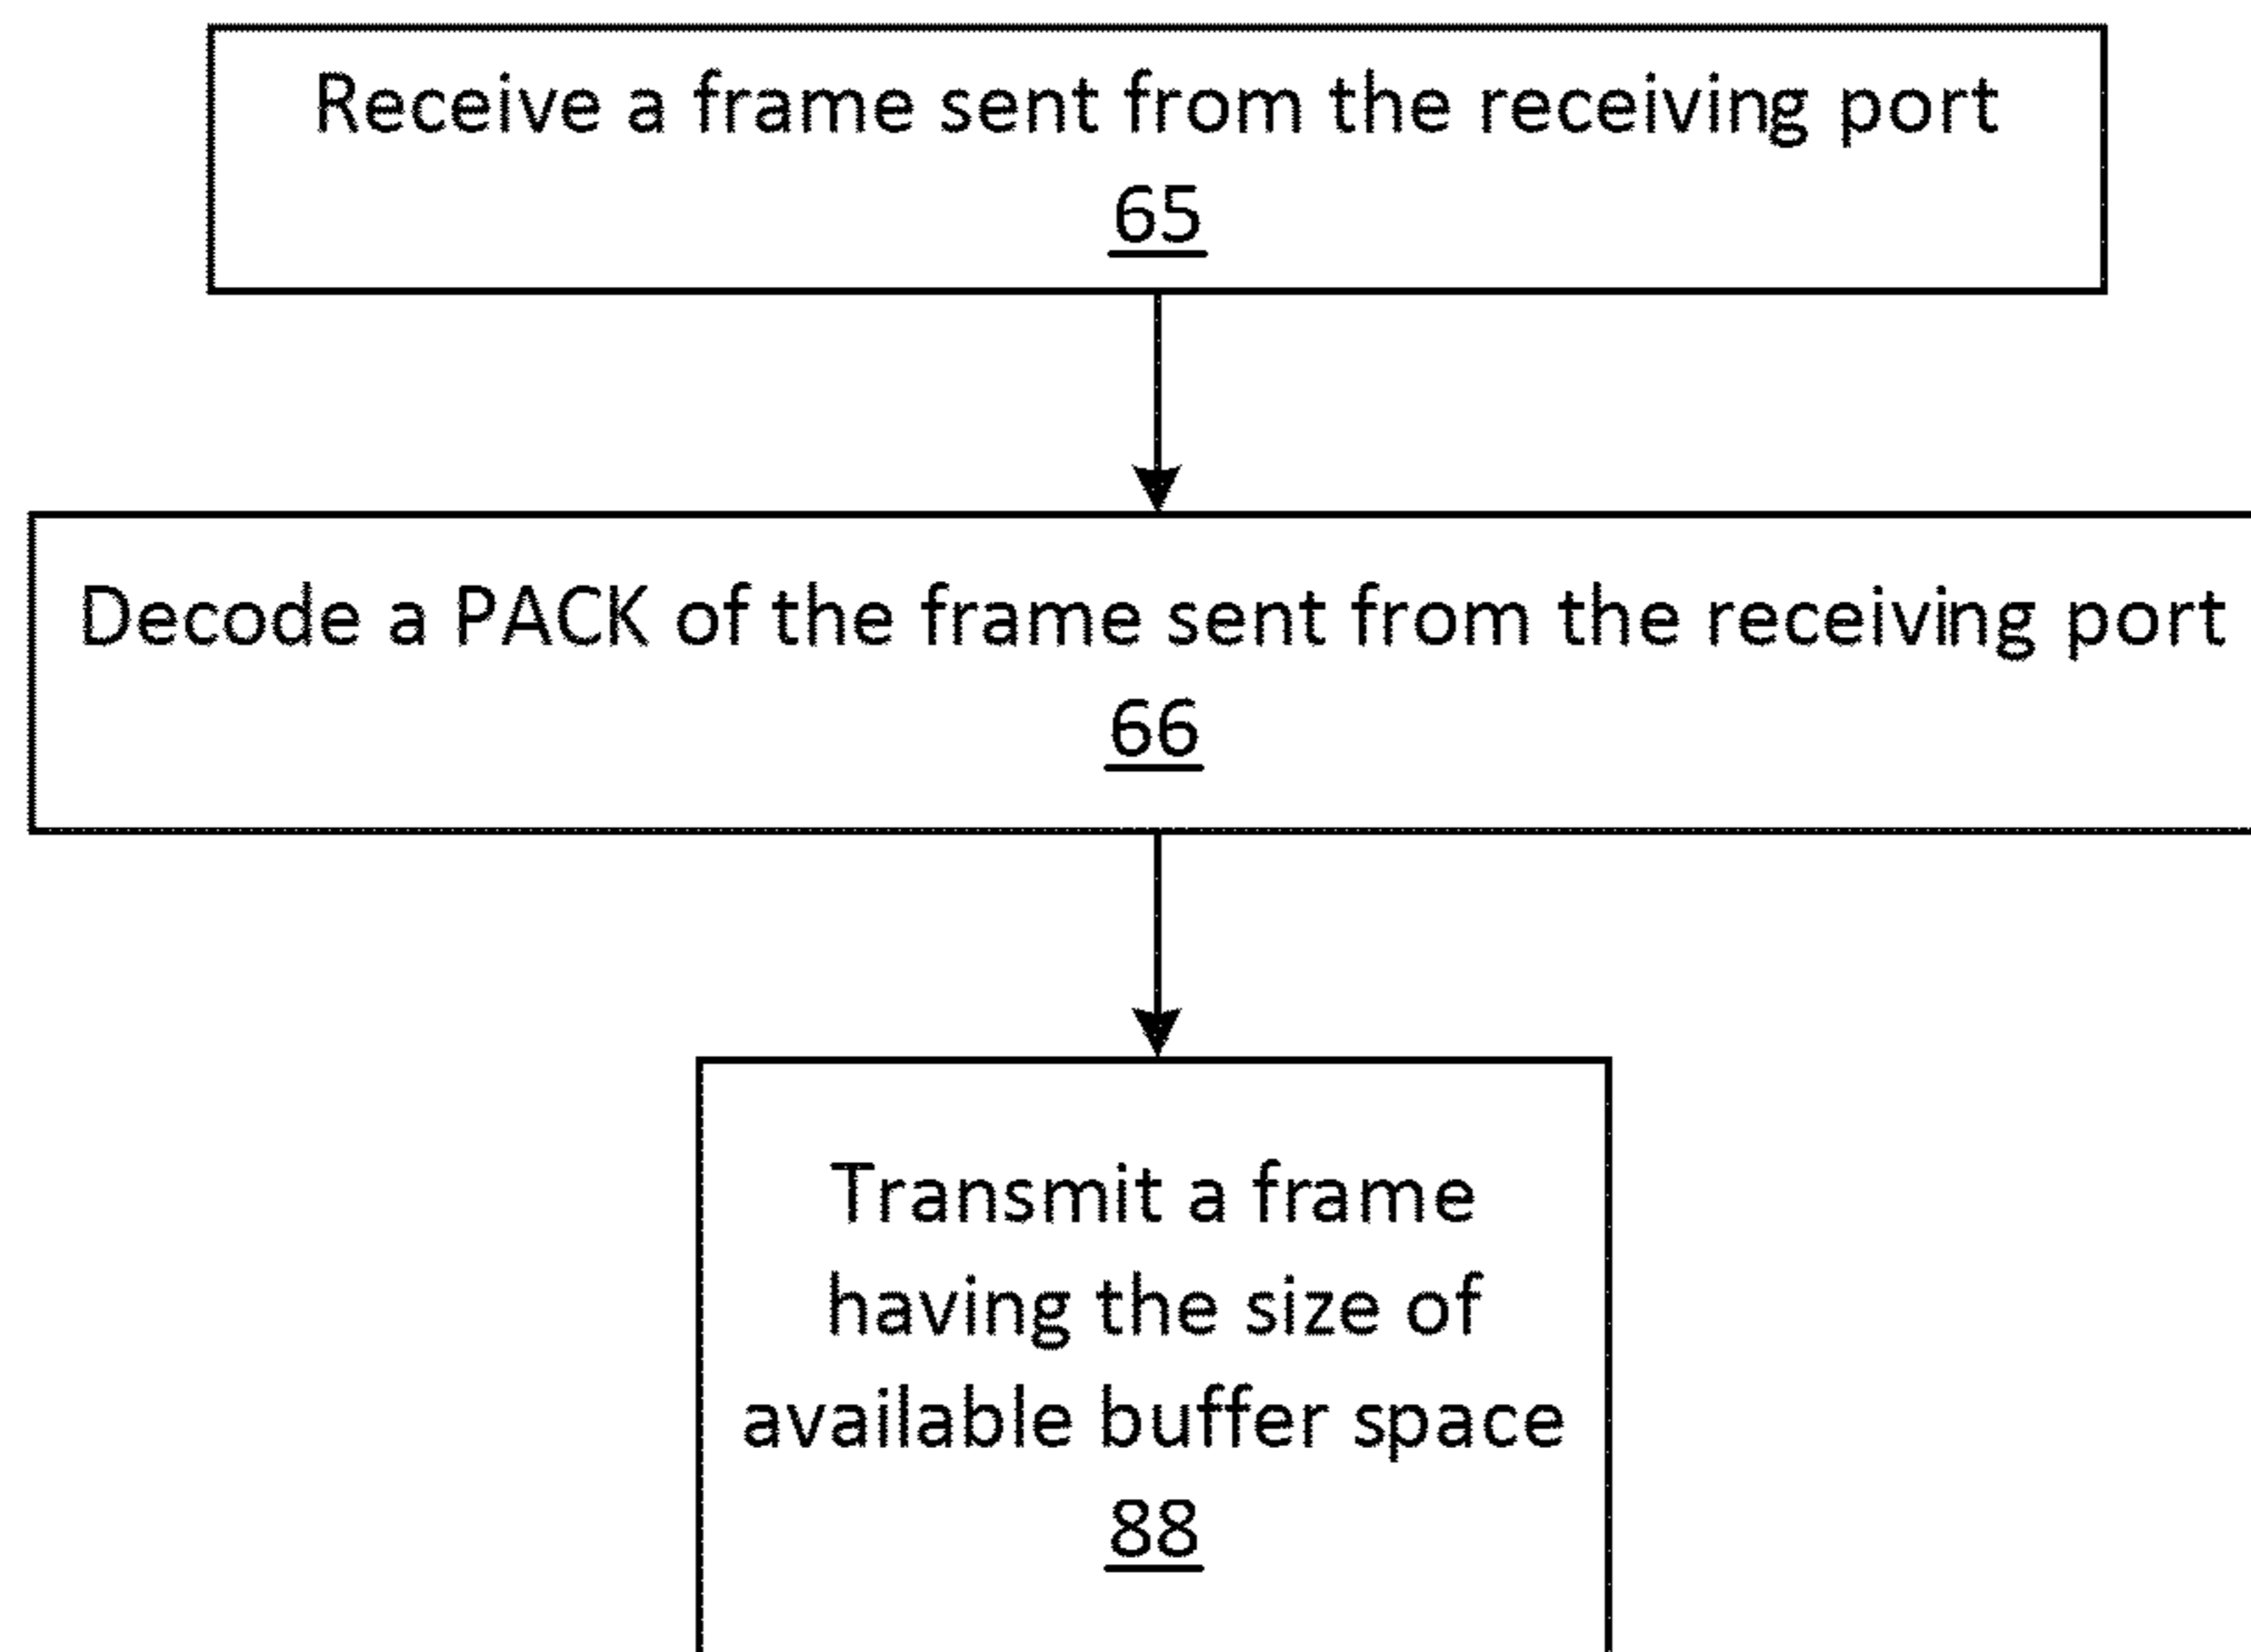 Receive a frame sent from the receiving port
65
Decode a PACK of the frame sent from the receiving port
66
Transmit a frame
having the size of
available buffer space
88